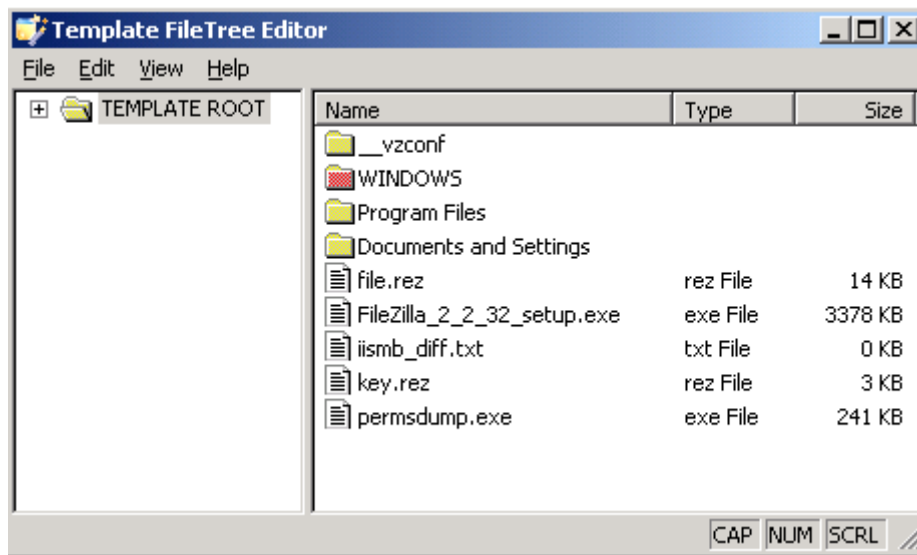 Template FileTree Editor
File Edit View Help
TEMPLATE ROOT
Name Type Size
__vzconf
WINDOWS
Program Files
Documents and Settings
file.rez rez File 14 KB
FileZilla_2_2_32_setup.exe exe File 3378 KB
iismb_diff.txt txt File 0 KB
key.rez rez File 3 KB
permsdump.exe exe File 241 KB
CAP NUM SCRL